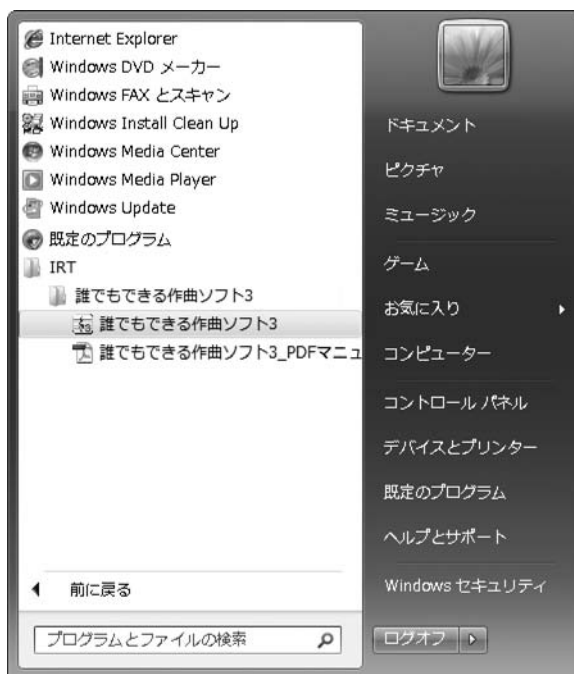 Internet Explorer
Windows DVD メーカー
Windows FAX とスキャン
Windows Install Clean Up
Windows Media Center
Windows Media Player
Windows Update
既定のプログラム
IRT
誰でもできる作曲ソフト3
誰でもできる作曲ソフト3
誰でもできる作曲ソフト3_PDFマニュ
前に戻る
プログラムとファイルの検索
ドキュメント
ピクチャ
ミュージック
ゲーム
お気に入り
コンピューター
コントロール パネル
デバイスとプリンター
既定のプログラム
ヘルプとサポート
Windows セキュリティ
ログオフ